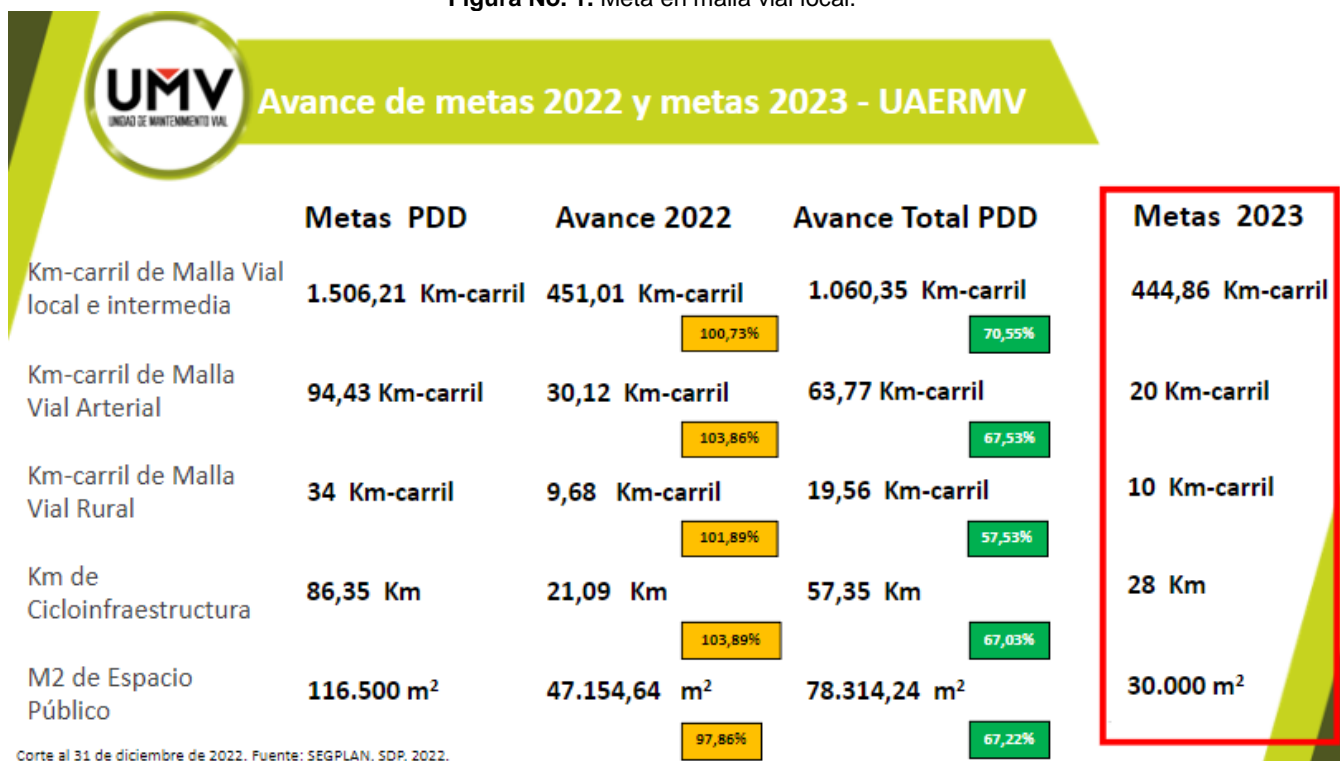 Figura No. 1. Meta en malla vial local.
UMV
UNIDAD DE MANTENIMIENTO VIAL
Avance de metas 2022 y metas 2023 - UAERMV
Metas PDD Avance 2022 Avance Total PDD Metas 2023
Km-carril de Malla Vial
local e intermedia
1.506,21 Km-carril 451,01 Km-carril 1.060,35 Km-carril 444,86 Km-carril
100,73% 70,55%
Km-carril de Malla
Vial Arterial
94,43 Km-carril 30,12 Km-carril 63,77 Km-carril 20 Km-carril
103,86% 67,53%
Km-carril de Malla
Vial Rural
34 Km-carril 9,68 Km-carril 19,56 Km-carril 10 Km-carril
101,89% 57,53%
Km de
Cicloinfraestructura
86,35 Km 21,09 Km 57,35 Km 28 Km
103,89% 67,03%
M2 de Espacio
Público
116.500 m² 47.154,64 m² 78.314,24 m² 30.000 m²
97,86% 67,22%
Corte al 31 de diciembre de 2022. Fuente: SEGPLAN. SDP. 2022.